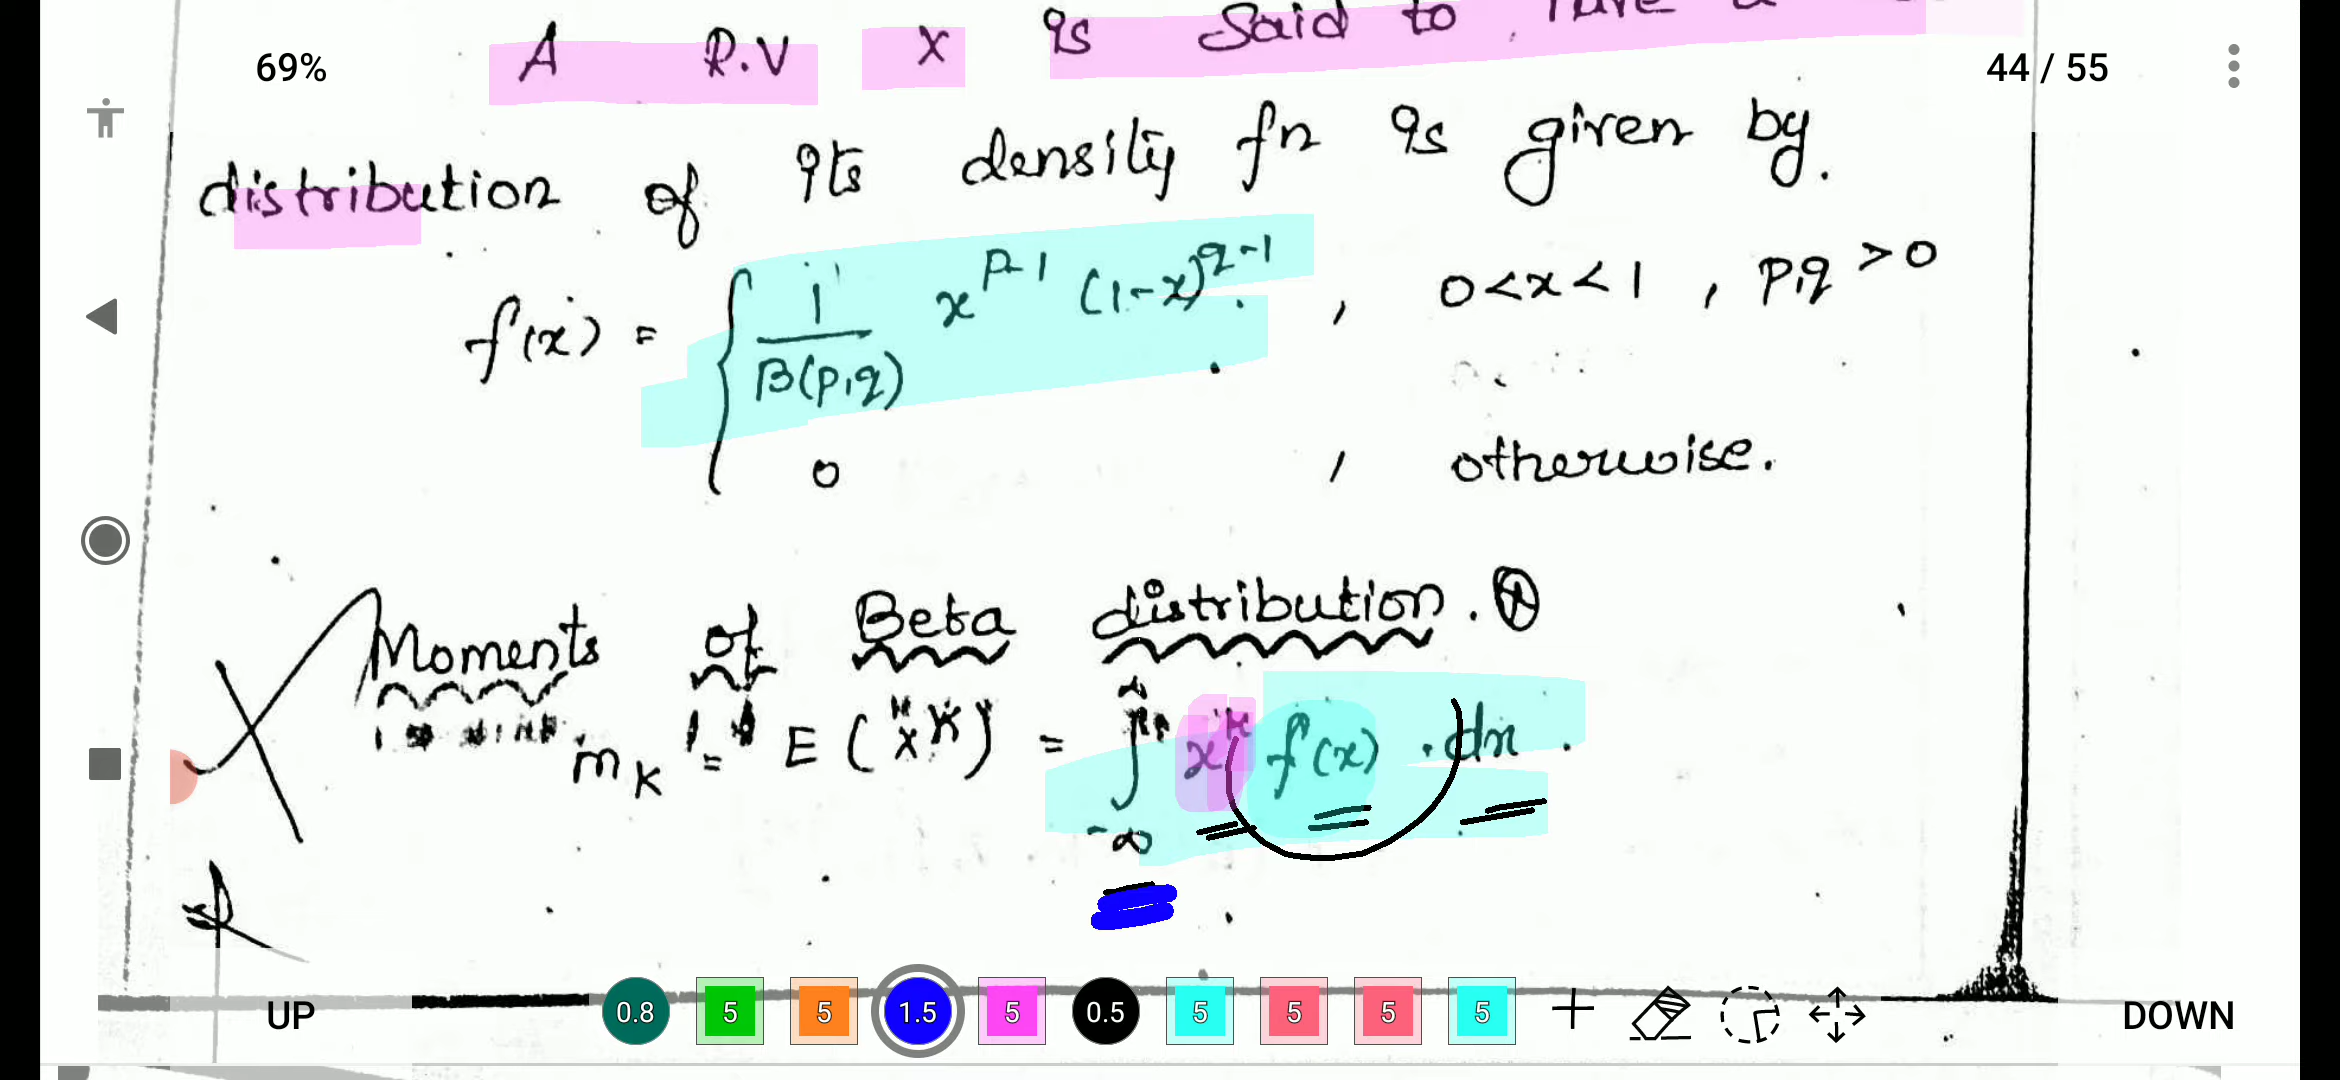 A R.V X is Said to have a
69% 44 / 55
distribution of its density fn is given by.
f(x) = { 1/β(p,q) x^{p-1} (1-x)^{q-1} , 0<x<1 , p,q >0
0 , otherwise.
Moments of Beta distribution.
m_K = E(X^K) = ∫_{-∞}^{∞} x^K f(x) . dx .
UP 0.8 5 5 1.5 5 0.5 5 5 5 5 DOWN